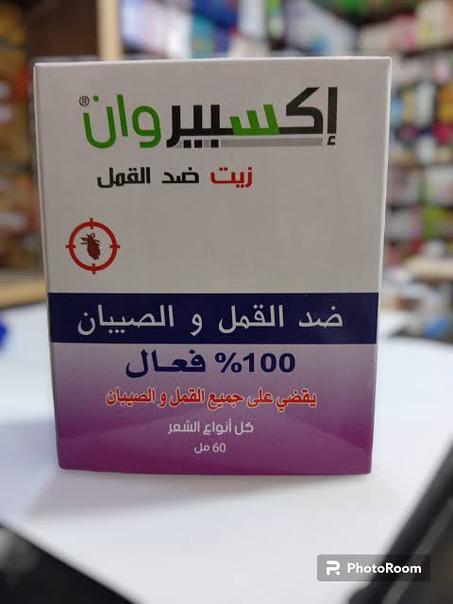 إكسبيروان®
زيت ضد القمل
ضد القمل و الصيبان
100% فعـال
يقضي على جميع القمل و الصيبان
كل أنواع الشعر
60 مل
PhotoRoom